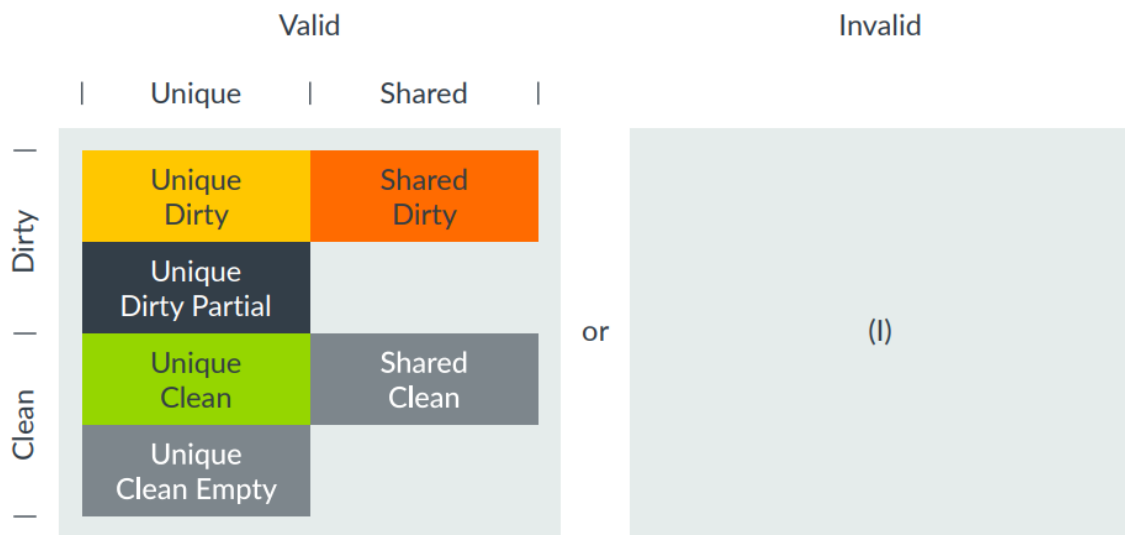 Valid
Invalid
Unique
Shared
Dirty
Clean
Unique
Dirty
Shared
Dirty
Unique
Dirty Partial
Unique
Clean
Shared
Clean
Unique
Clean Empty
or
(I)